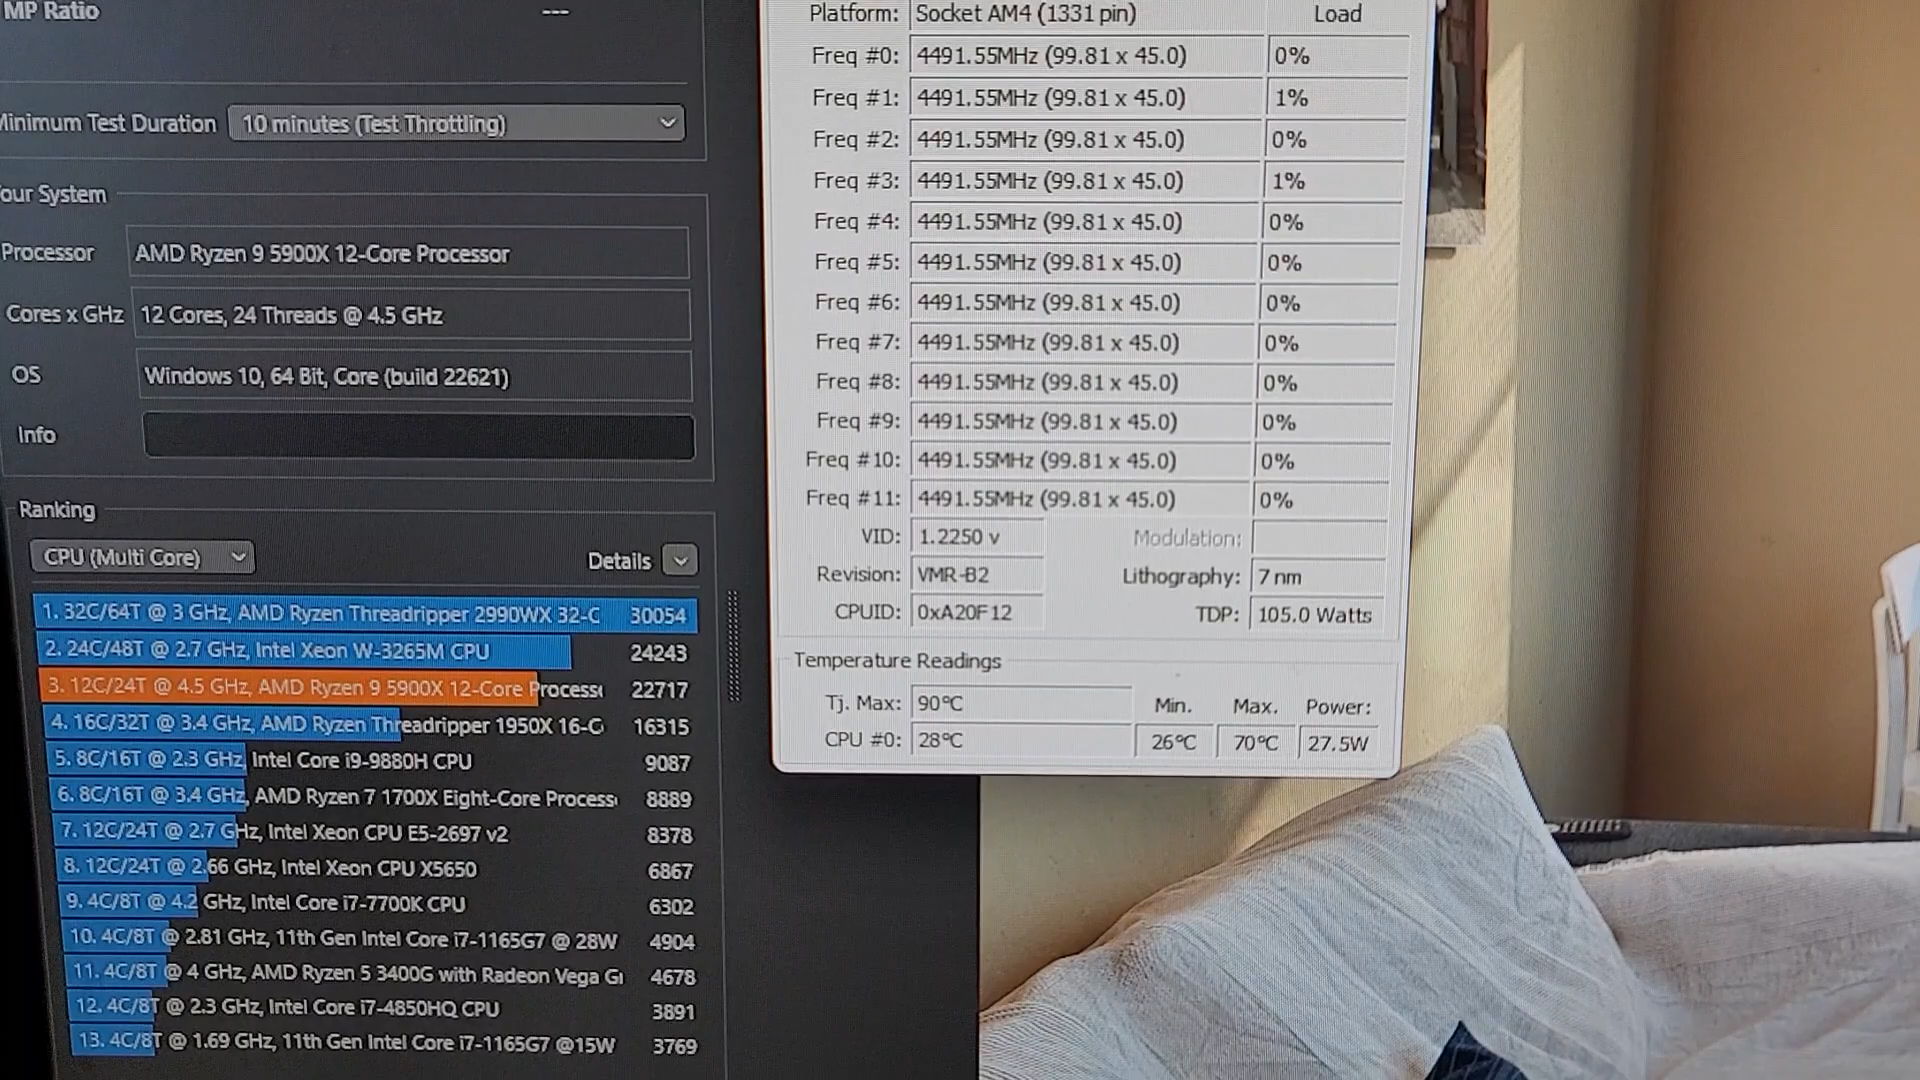 MP Ratio
---
Minimum Test Duration
10 minutes (Test Throttling)
our System
Processor
AMD Ryzen 9 5900X 12-Core Processor
Cores x GHz
12 Cores, 24 Threads @ 4.5 GHz
OS
Windows 10, 64 Bit, Core (build 22621)
Info
Ranking
CPU (Multi Core)
Details
1. 32C/64T @ 3 GHz, AMD Ryzen Threadripper 2990WX 32-C 30054
2. 24C/48T @ 2.7 GHz, Intel Xeon W-3265M CPU 24243
3. 12C/24T @ 4.5 GHz, AMD Ryzen 9 5900X 12-Core Process 22717
4. 16C/32T @ 3.4 GHz, AMD Ryzen Threadripper 1950X 16-C 16315
5. 8C/16T @ 2.3 GHz, Intel Core i9-9880H CPU 9087
6. 8C/16T @ 3.4 GHz, AMD Ryzen 7 1700X Eight-Core Process 8889
7. 12C/24T @ 2.7 GHz, Intel Xeon CPU E5-2697 v2 8378
8. 12C/24T @ 2.66 GHz, Intel Xeon CPU X5650 6867
9. 4C/8T @ 4.2 GHz, Intel Core i7-7700K CPU 6302
10. 4C/8T @ 2.81 GHz, 11th Gen Intel Core i7-1165G7 @ 28W 4904
11. 4C/8T @ 4 GHz, AMD Ryzen 5 3400G with Radeon Vega G 4678
12. 4C/8T @ 2.3 GHz, Intel Core i7-4850HQ CPU 3891
13. 4C/8T @ 1.69 GHz, 11th Gen Intel Core i7-1165G7 @15W 3769
Platform: Socket AM4 (1331 pin) Load
Freq #0: 4491.55MHz (99.81 x 45.0) 0%
Freq #1: 4491.55MHz (99.81 x 45.0) 1%
Freq #2: 4491.55MHz (99.81 x 45.0) 0%
Freq #3: 4491.55MHz (99.81 x 45.0) 1%
Freq #4: 4491.55MHz (99.81 x 45.0) 0%
Freq #5: 4491.55MHz (99.81 x 45.0) 0%
Freq #6: 4491.55MHz (99.81 x 45.0) 0%
Freq #7: 4491.55MHz (99.81 x 45.0) 0%
Freq #8: 4491.55MHz (99.81 x 45.0) 0%
Freq #9: 4491.55MHz (99.81 x 45.0) 0%
Freq #10: 4491.55MHz (99.81 x 45.0) 0%
Freq #11: 4491.55MHz (99.81 x 45.0) 0%
VID: 1.2250 v Modulation:
Revision: VMR-B2 Lithography: 7 nm
CPUID: 0xA20F12 TDP: 105.0 Watts
Temperature Readings
Tj. Max: 90°C Min. Max. Power:
CPU #0: 28°C 26°C 70°C 27.5W